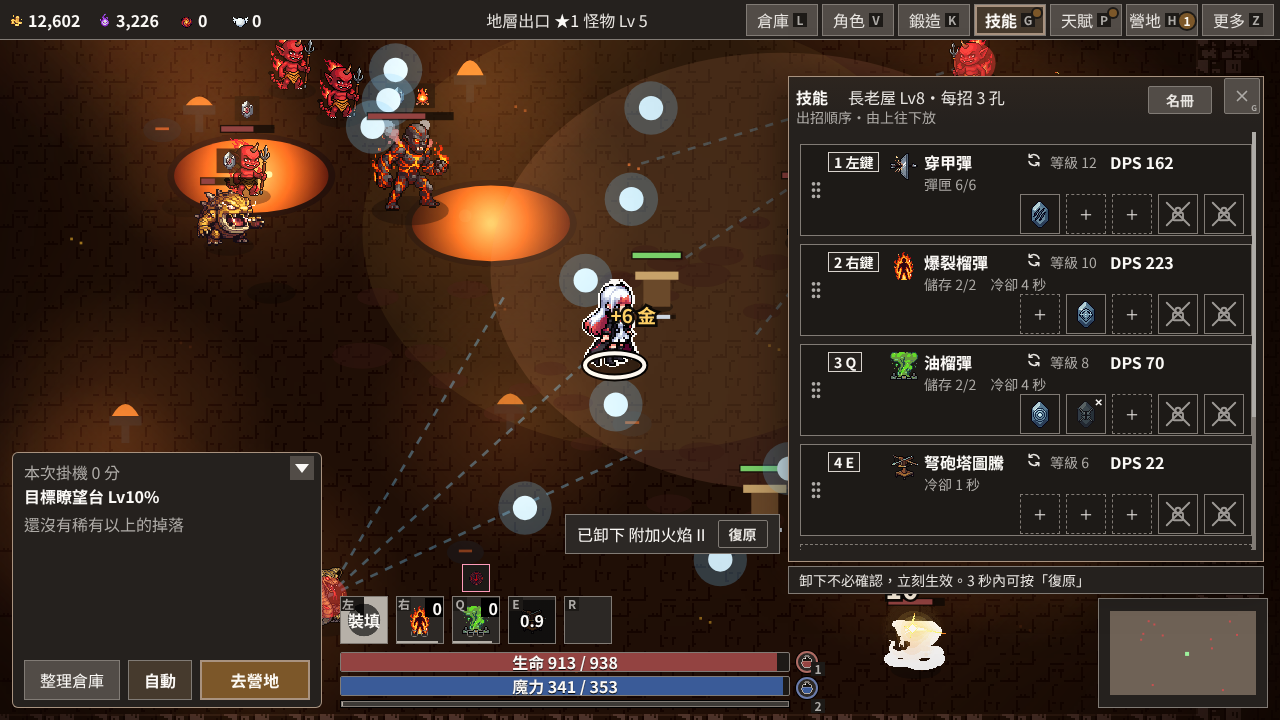 12,602 3,226 0 0
地層出口 ★1 怪物 Lv 5
倉庫 L 角色 V 鍛造 K 技能 G 天賦 P 營地 H 1 更多 Z
技能 長老屋 Lv8・每招 3 孔
名冊
G
出招順序・由上往下放
1 左鍵 穿甲彈 等級 12 DPS 162
彈匣 6/6
+ +
2 右鍵 爆裂榴彈 等級 10 DPS 223
儲存 2/2 冷卻 4 秒
+ +
3 Q 油榴彈 等級 8 DPS 70
儲存 2/2 冷卻 4 秒
+
4 E 弩砲塔圖騰 等級 6 DPS 22
冷卻 1 秒
+ + +
卸下不必確認，立刻生效。3 秒內可按「復原」
+6 金
已卸下 附加火焰 II 復原
本次掛機 0 分
目標瞭望台 Lv10%
還沒有稀有以上的掉落
整理倉庫 自動 去營地
左 裝填
右 0
Q 0
E 0.9
R
生命 913 / 938
魔力 341 / 353
1
2